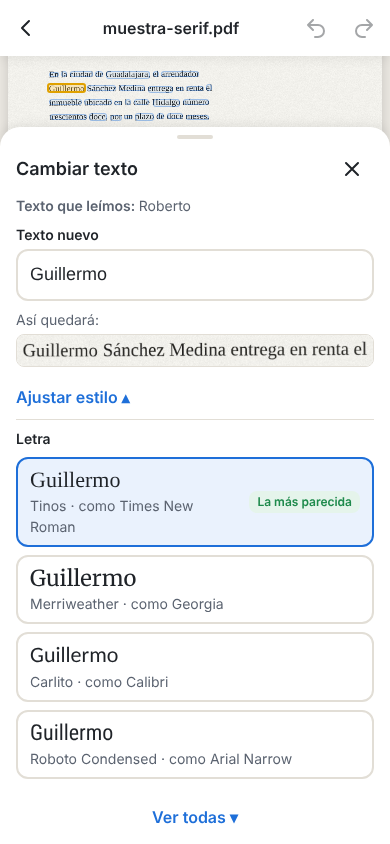 muestra-serif.pdf
En la ciudad de Guadalajara, el arrendador
Guillermo Sánchez Medina entrega en renta el
inmueble ubicado en la calle Hidalgo número
trescientos doce, por un plazo de doce meses.
Cambiar texto
Texto que leímos: Roberto
Texto nuevo
Guillermo
Así quedará:
Guillermo Sánchez Medina entrega en renta el
Ajustar estilo ▴
Letra
Guillermo
Tinos · como Times New
Roman
La más parecida
Guillermo
Merriweather · como Georgia
Guillermo
Carlito · como Calibri
Guillermo
Roboto Condensed · como Arial Narrow
Ver todas ▾